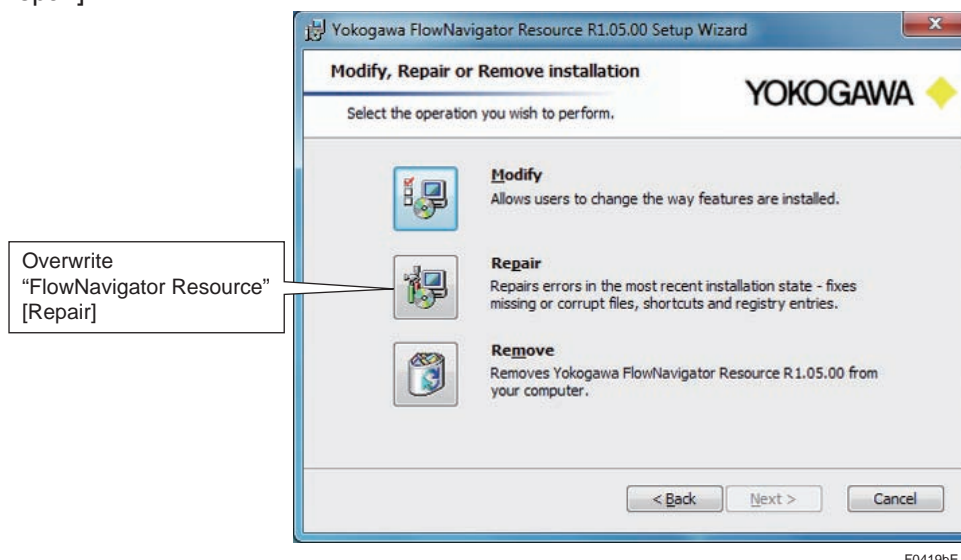 Yokogawa FlowNavigator Resource R1.05.00 Setup Wizard
Modify, Repair or Remove installation
Select the operation you wish to perform.
YOKOGAWA
Modify
Allows users to change the way features are installed.
Overwrite
“FlowNavigator Resource”
[Repair]
Repair
Repairs errors in the most recent installation state - fixes
missing or corrupt files, shortcuts and registry entries.
Remove
Removes Yokogawa FlowNavigator Resource R1.05.00 from
your computer.
< Back
Next >
Cancel